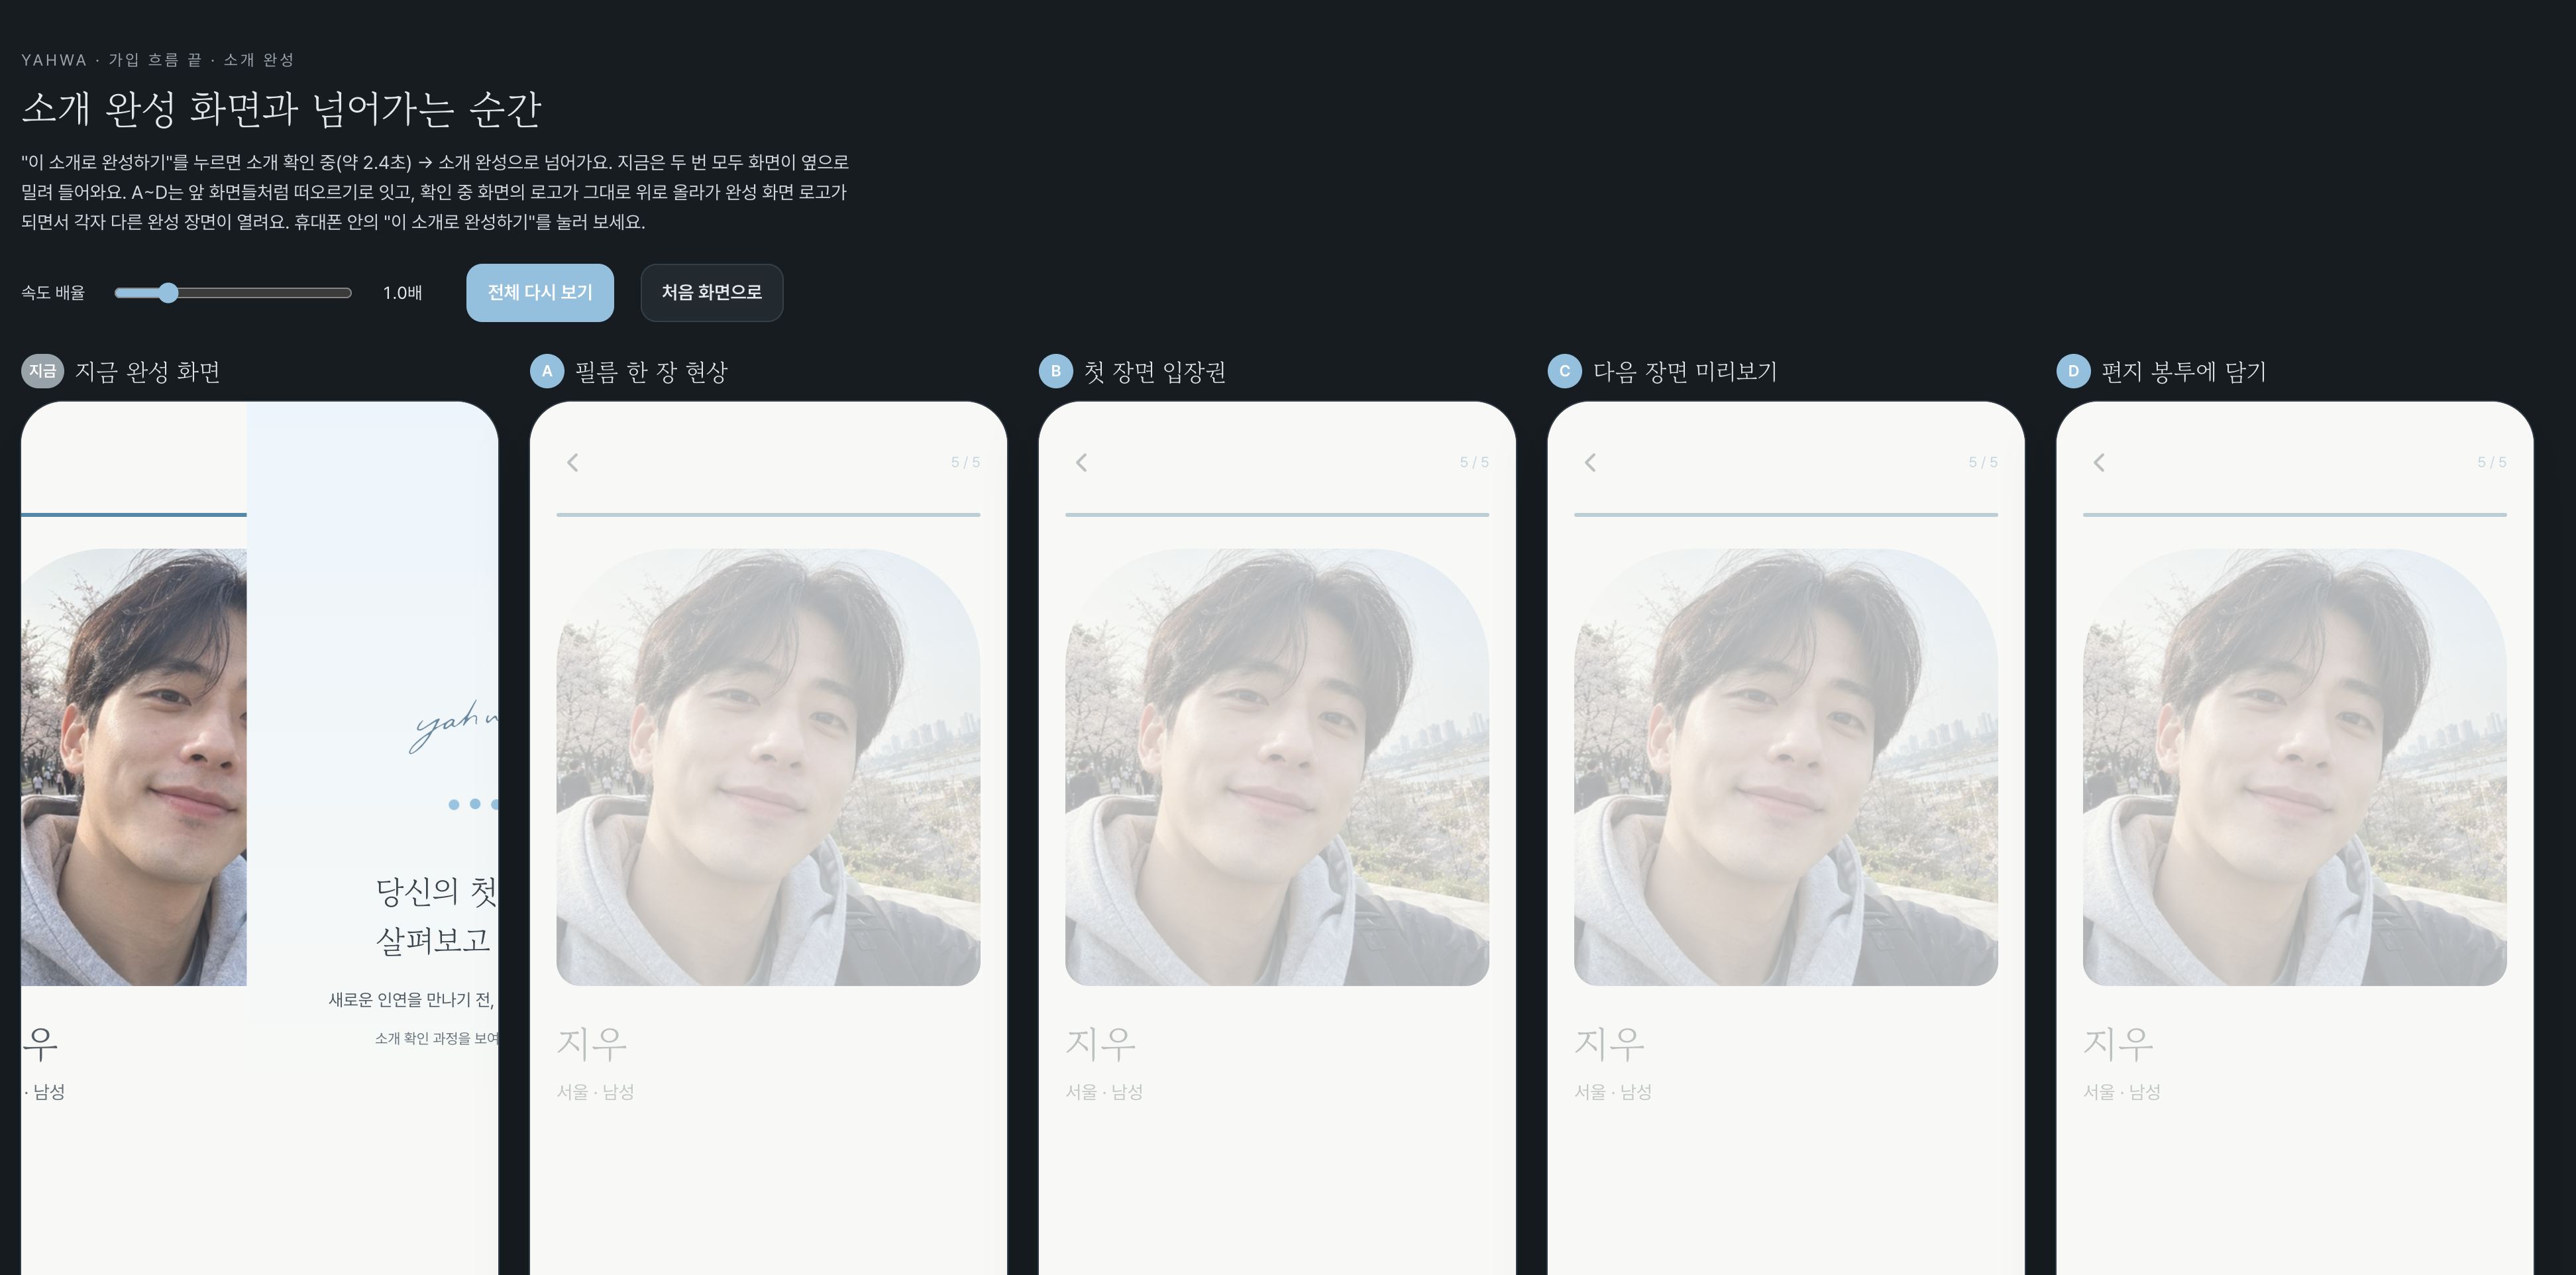 YAHWA · 가입 흐름 끝 · 소개 완성
소개 완성 화면과 넘어가는 순간
"이 소개로 완성하기"를 누르면 소개 확인 중(약 2.4초) → 소개 완성으로 넘어가요. 지금은 두 번 모두 화면이 옆으로
밀려 들어와요. A~D는 앞 화면들처럼 떠오르기로 잇고, 확인 중 화면의 로고가 그대로 위로 올라가 완성 화면 로고가
되면서 각자 다른 완성 장면이 열려요. 휴대폰 안의 "이 소개로 완성하기"를 눌러 보세요.
속도 배율 1.0배 전체 다시 보기 처음 화면으로
지금 지금 완성 화면
yah
당신의 첫
살펴보고
새로운 인연을 만나기 전,
소개 확인 과정을 보여
우
· 남성
A 필름 한 장 현상
5 / 5
지우
서울 · 남성
B 첫 장면 입장권
5 / 5
지우
서울 · 남성
C 다음 장면 미리보기
5 / 5
지우
서울 · 남성
D 편지 봉투에 담기
5 / 5
지우
서울 · 남성